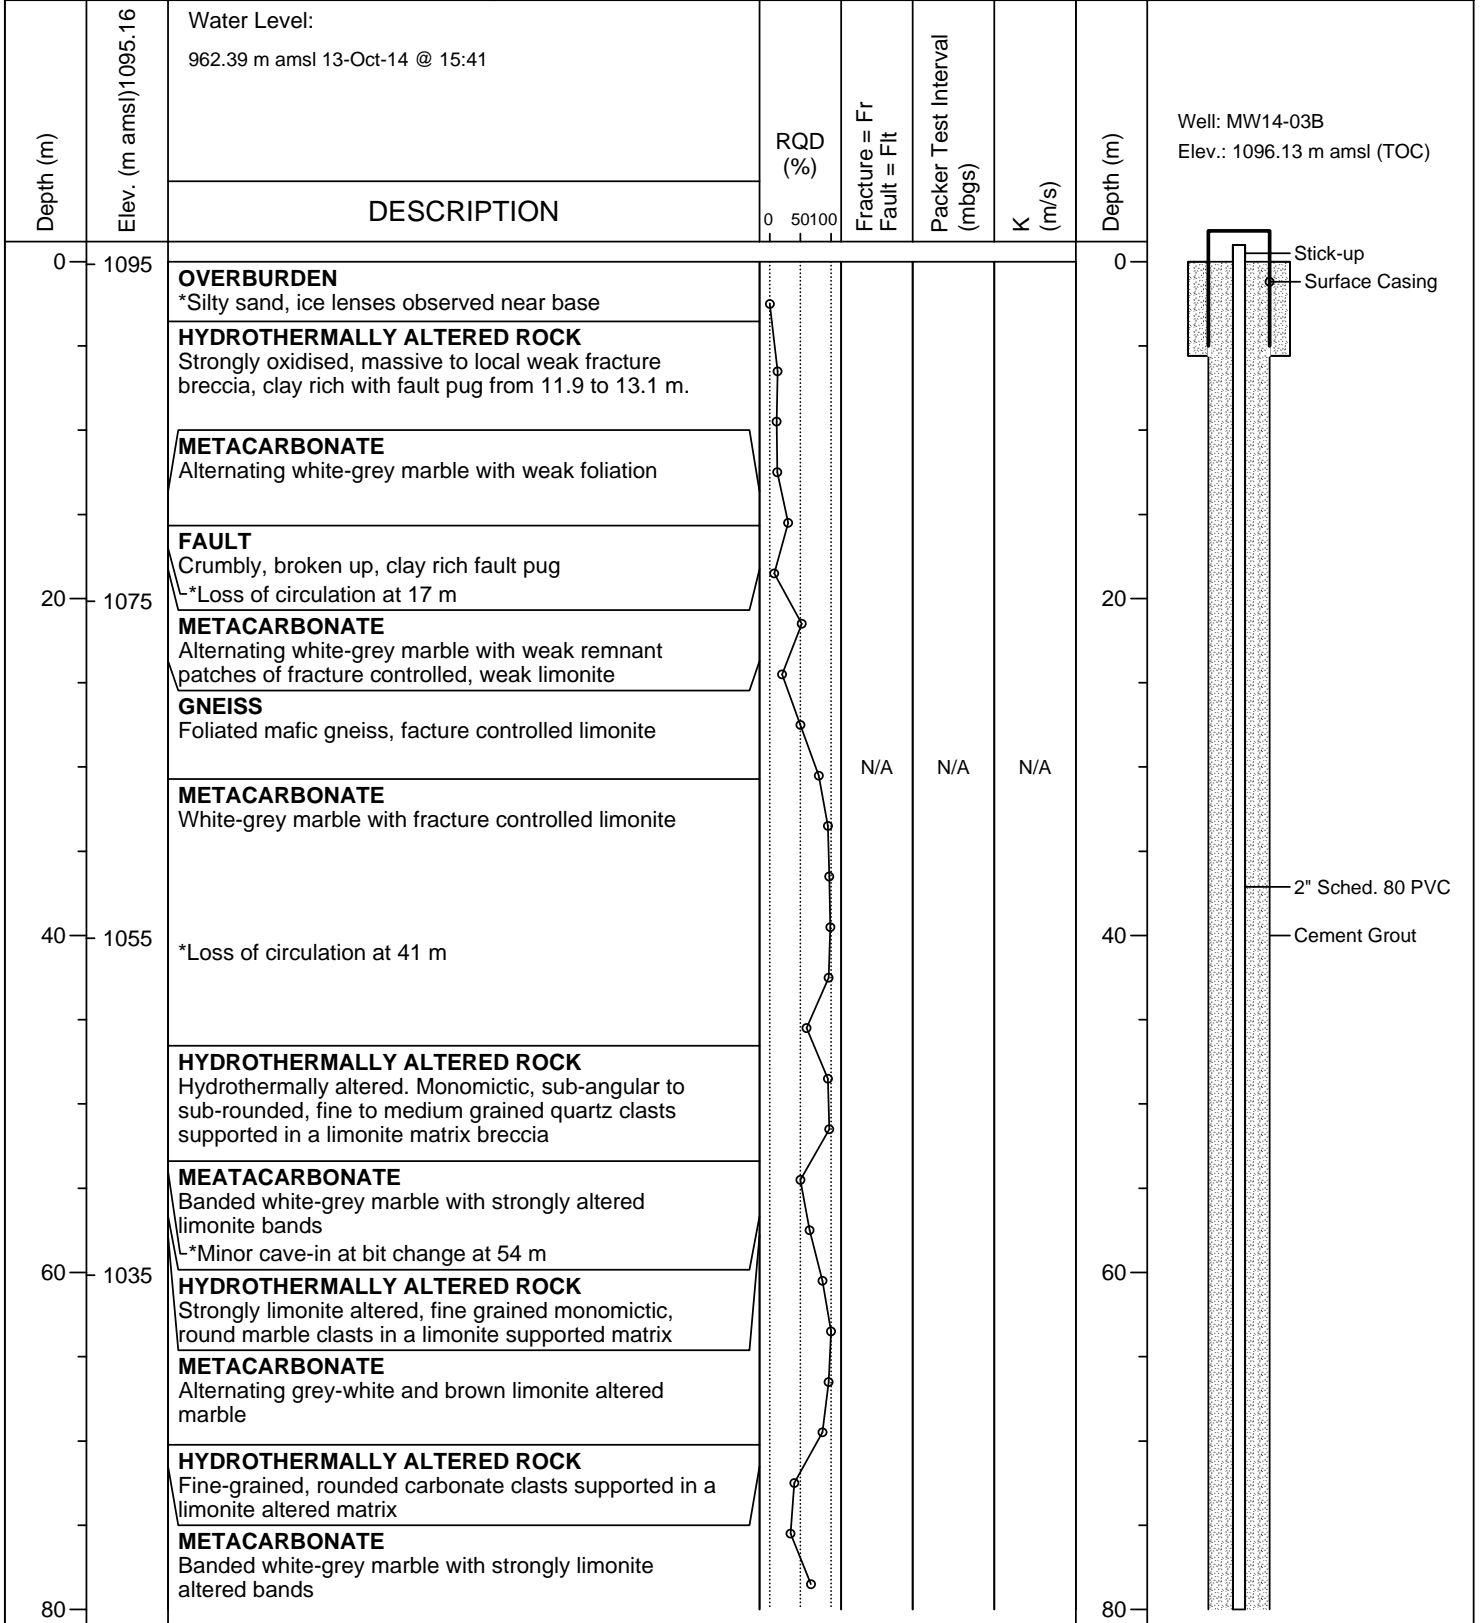 Depth (m)
Elev. (m amsl)1095.16
Water Level:
962.39 m amsl 13-Oct-14 @ 15:41
DESCRIPTION
RQD
(%)
0 50100
Fracture = Fr
Fault = Flt
Packer Test Interval
(mbgs)
K
(m/s)
Depth (m)
Well: MW14-03B
Elev.: 1096.13 m amsl (TOC)
0
1095
OVERBURDEN
*Silty sand, ice lenses observed near base
HYDROTHERMALLY ALTERED ROCK
Strongly oxidised, massive to local weak fracture
breccia, clay rich with fault pug from 11.9 to 13.1 m.
METACARBONATE
Alternating white-grey marble with weak foliation
FAULT
Crumbly, broken up, clay rich fault pug
*Loss of circulation at 17 m
20
1075
METACARBONATE
Alternating white-grey marble with weak remnant
patches of fracture controlled, weak limonite
GNEISS
Foliated mafic gneiss, facture controlled limonite
METACARBONATE
White-grey marble with fracture controlled limonite
40
1055
*Loss of circulation at 41 m
HYDROTHERMALLY ALTERED ROCK
Hydrothermally altered. Monomictic, sub-angular to
sub-rounded, fine to medium grained quartz clasts
supported in a limonite matrix breccia
MEATACARBONATE
Banded white-grey marble with strongly altered
limonite bands
*Minor cave-in at bit change at 54 m
60
1035
HYDROTHERMALLY ALTERED ROCK
Strongly limonite altered, fine grained monomictic,
round marble clasts in a limonite supported matrix
METACARBONATE
Alternating grey-white and brown limonite altered
marble
HYDROTHERMALLY ALTERED ROCK
Fine-grained, rounded carbonate clasts supported in a
limonite altered matrix
METACARBONATE
Banded white-grey marble with strongly limonite
altered bands
80
N/A
N/A
N/A
0
20
40
60
80
Stick-up
Surface Casing
2" Sched. 80 PVC
Cement Grout